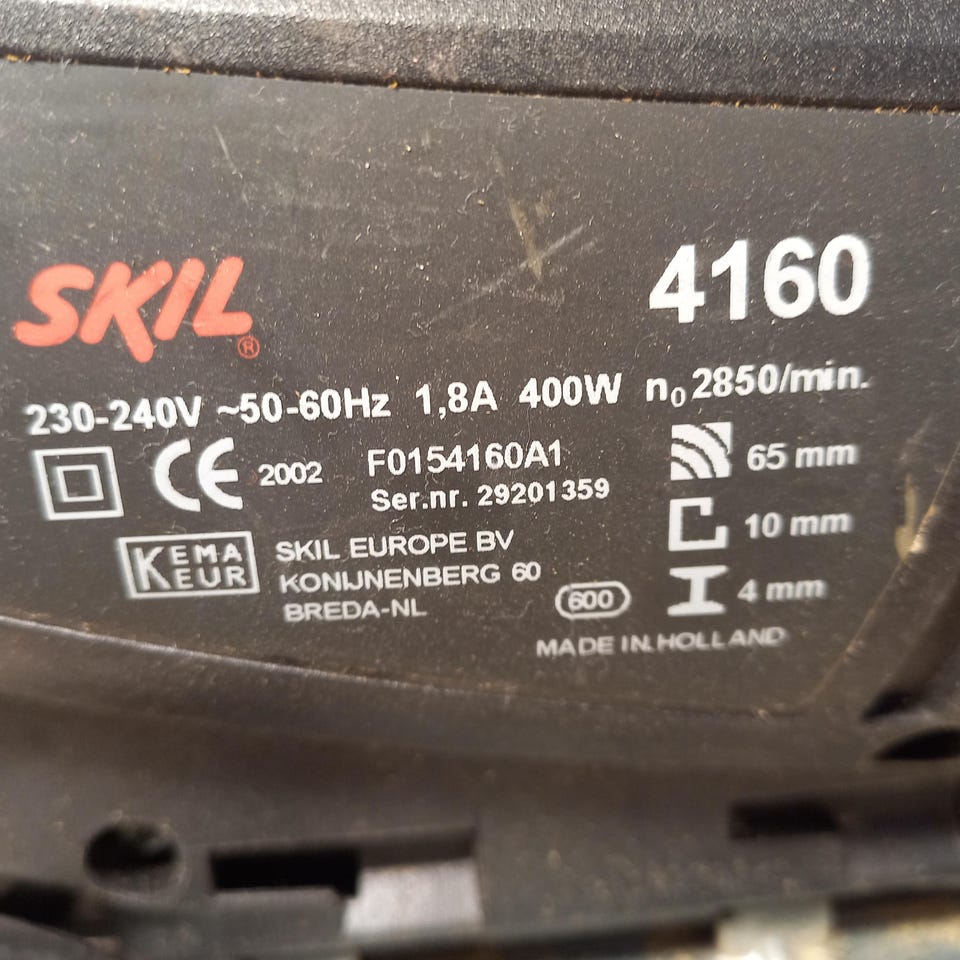 SKIL®
4160
230-240V ~50-60Hz 1,8A 400W n₀ 2850/min.
CE 2002 F0154160A1
Ser.nr. 29201359
65 mm
10 mm
4 mm
KEMA
KEUR
SKIL EUROPE BV
KONIJNENBERG 60
BREDA-NL
600
MADE IN HOLLAND